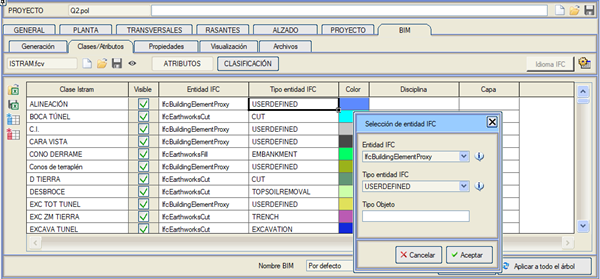 PROYECTO Q2.pol
GENERAL PLANTA TRANSVERSALES RASANTES ALZADO PROYECTO BIM
Generación Clases/Atributos Propiedades Visualización Archivos
ISTRAM.fcv ATRIBUTOS CLASIFICACIÓN Idioma IFC
Clase Istram Visible Entidad IFC Tipo entidad IFC Color Disciplina Capa
ALINEACIÓN IfcBuildingElementProxy USERDEFINED
BOCA TÚNEL IfcEarthworksCut CUT
C.I. IfcBuildingElementProxy USERDEFINED
CARA VISTA IfcBuildingElementProxy USERDEFINED
CONO DERRAME IfcEarthworksFill EMBANKMENT
Conos de terraplén IfcBuildingElementProxy USERDEFINED
D TIERRA IfcEarthworksCut CUT
DESBROCE IfcEarthworksCut TOPSOILREMOVAL
EXC TOT TUNEL IfcBuildingElementProxy USERDEFINED
EXC ZM TIERRA IfcEarthworksCut TRENCH
EXCAVA TUNEL IfcEarthworksCut EXCAVATION
Selección de entidad IFC
Entidad IFC
IfcBuildingElementProxy
Tipo entidad IFC
USERDEFINED
Tipo Objeto
Cancelar Aceptar
Nombre BIM Por defecto Aplicar a todo el árbol